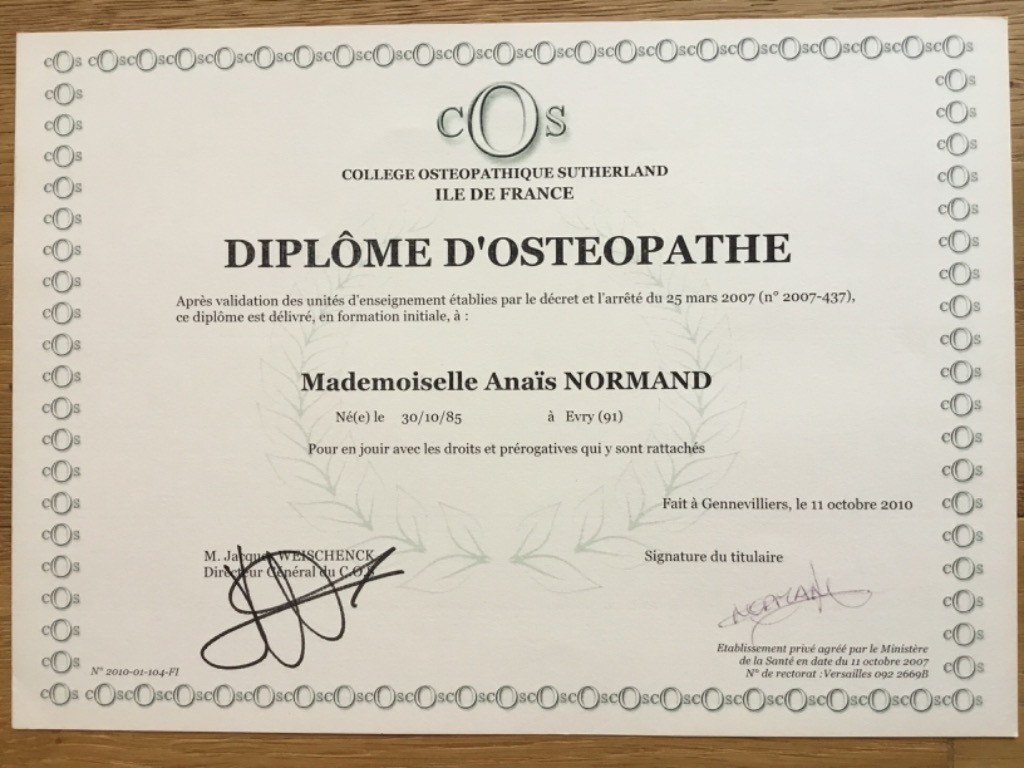 COS
COLLEGE OSTEOPATHIQUE SUTHERLAND
ILE DE FRANCE
DIPLÔME D'OSTEOPATHE
Après validation des unités d'enseignement établies par le décret et l'arrêté du 25 mars 2007 (n° 2007-437),
ce diplôme est délivré, en formation initiale, à :
Mademoiselle Anaïs NORMAND
Né(e) le 30/10/85 à Evry (91)
Pour en jouir avec les droits et prérogatives qui y sont rattachés
Fait à Gennevilliers, le 11 octobre 2010
M. Jacques WEISCHENCK
Directeur Général du C.O.S
Signature du titulaire
NORMAND
Etablissement privé agréé par le Ministère
de la Santé en date du 11 octobre 2007
N° de rectorat : Versailles 092 2669B
N° 2010-01-104-FI